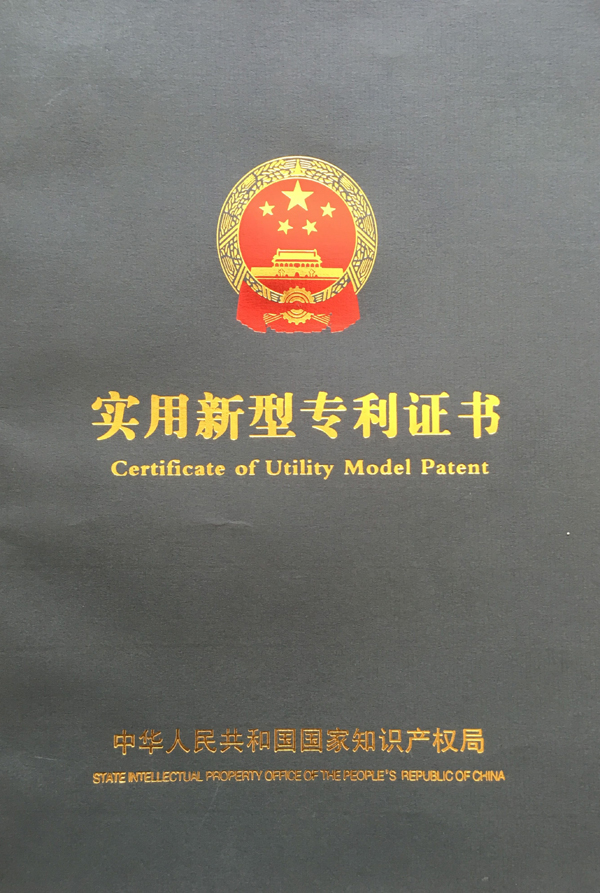 实用新型专利证书
Certificate of Utility Model Patent
中华人民共和国国家知识产权局
STATE INTELLECTUAL PROPERTY OFFICE OF THE PEOPLE'S REPUBLIC OF CHINA